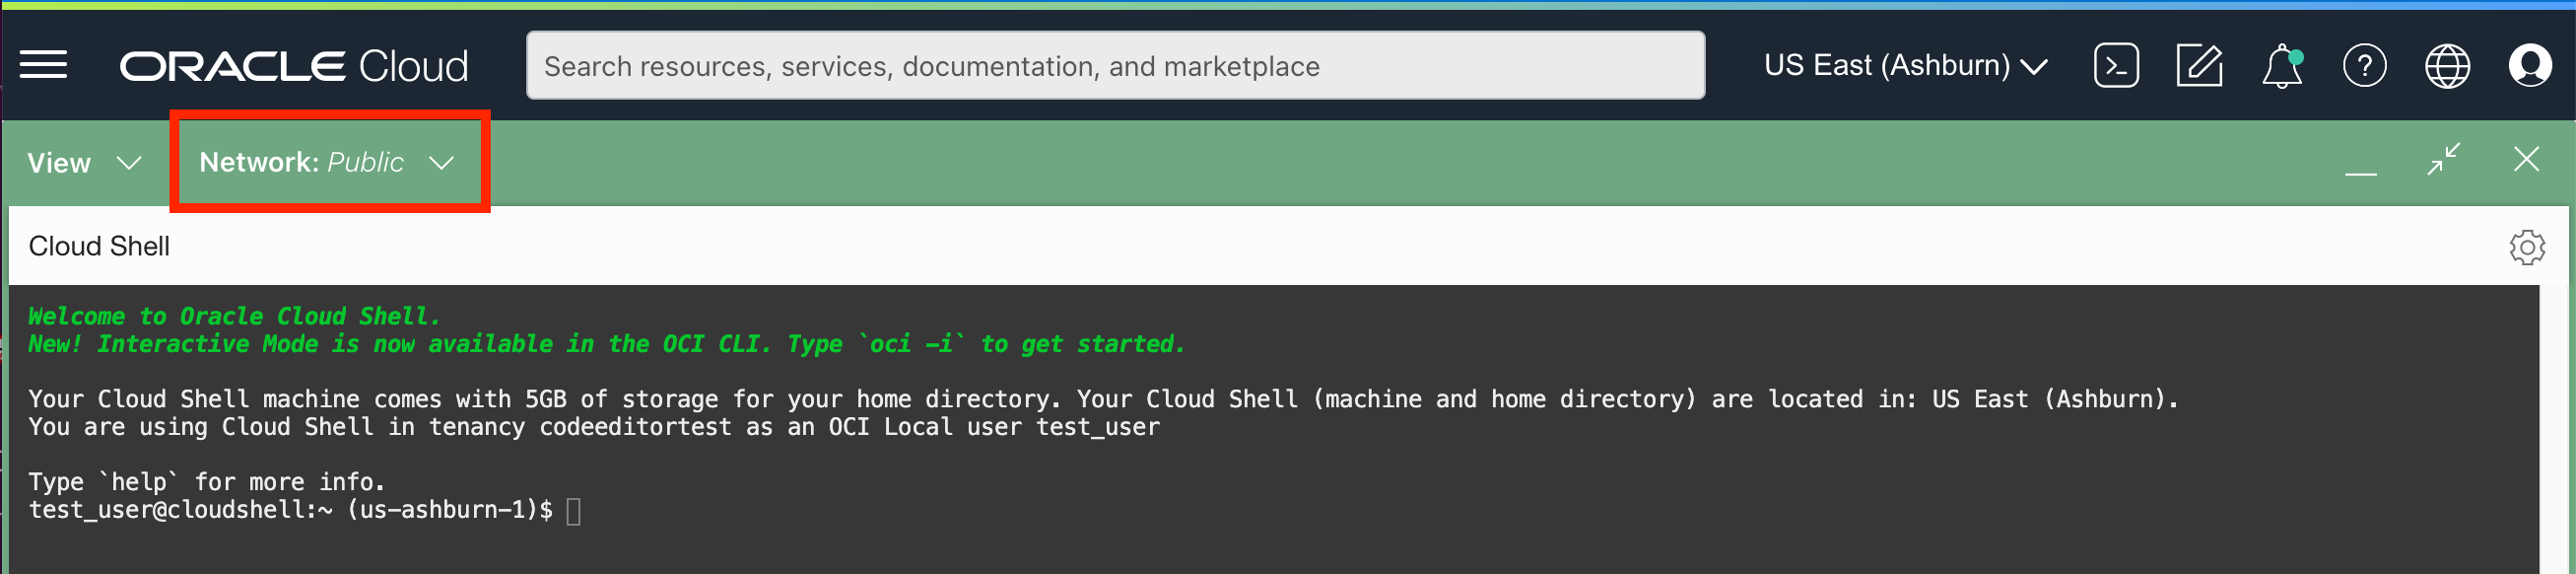 ORACLE Cloud
Search resources, services, documentation, and marketplace
US East (Ashburn)
View
Network: Public
Cloud Shell
Welcome to Oracle Cloud Shell.
New! Interactive Mode is now available in the OCI CLI. Type `oci -i` to get started.
Your Cloud Shell machine comes with 5GB of storage for your home directory. Your Cloud Shell (machine and home directory) are located in: US East (Ashburn).
You are using Cloud Shell in tenancy codeeditortest as an OCI Local user test_user
Type `help` for more info.
test_user@cloudshell:~ (us-ashburn-1)$